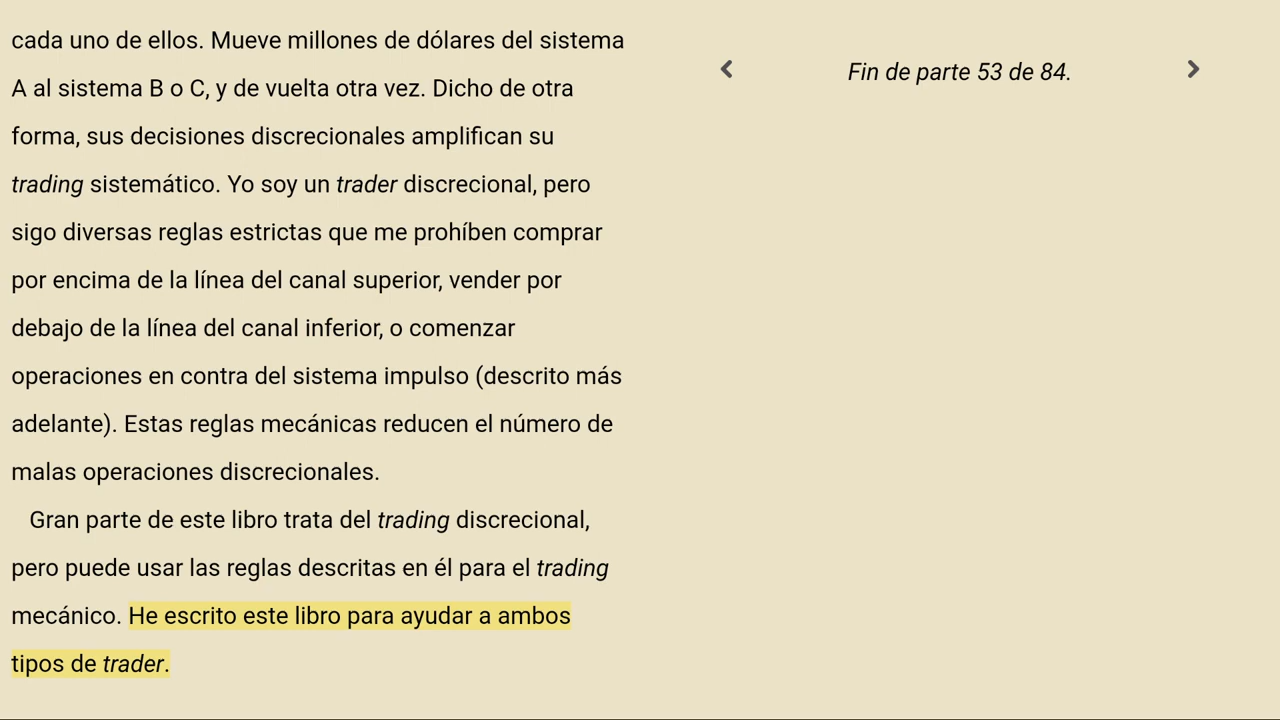 cada uno de ellos. Mueve millones de dólares del sistema
A al sistema B o C, y de vuelta otra vez. Dicho de otra
forma, sus decisiones discrecionales amplifican su
trading sistemático. Yo soy un trader discrecional, pero
sigo diversas reglas estrictas que me prohíben comprar
por encima de la línea del canal superior, vender por
debajo de la línea del canal inferior, o comenzar
operaciones en contra del sistema impulso (descrito más
adelante). Estas reglas mecánicas reducen el número de
malas operaciones discrecionales.
Gran parte de este libro trata del trading discrecional,
pero puede usar las reglas descritas en él para el trading
mecánico. He escrito este libro para ayudar a ambos
tipos de trader.
Fin de parte 53 de 84.